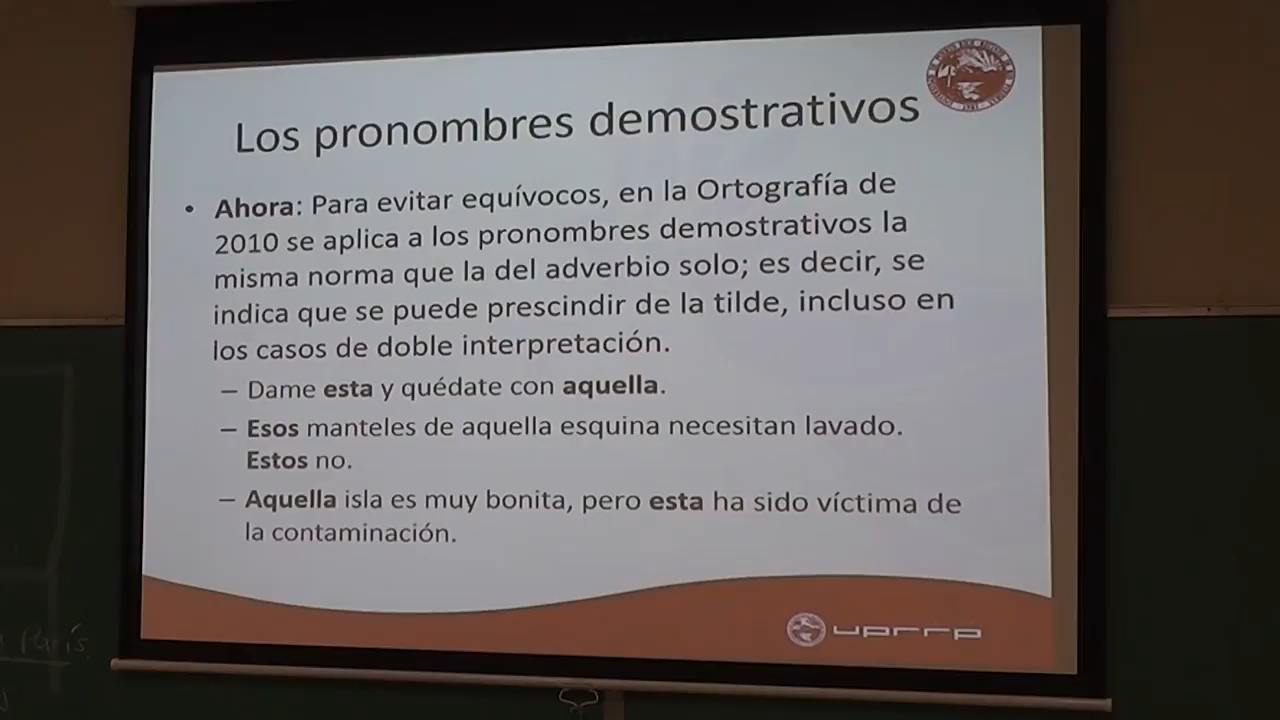 Los pronombres demostrativos
• Ahora: Para evitar equívocos, en la Ortografía de
2010 se aplica a los pronombres demostrativos la
misma norma que la del adverbio solo; es decir, se
indica que se puede prescindir de la tilde, incluso en
los casos de doble interpretación.
– Dame esta y quédate con aquella.
– Esos manteles de aquella esquina necesitan lavado.
Estos no.
– Aquella isla es muy bonita, pero esta ha sido víctima de
la contaminación.
uprrp
París